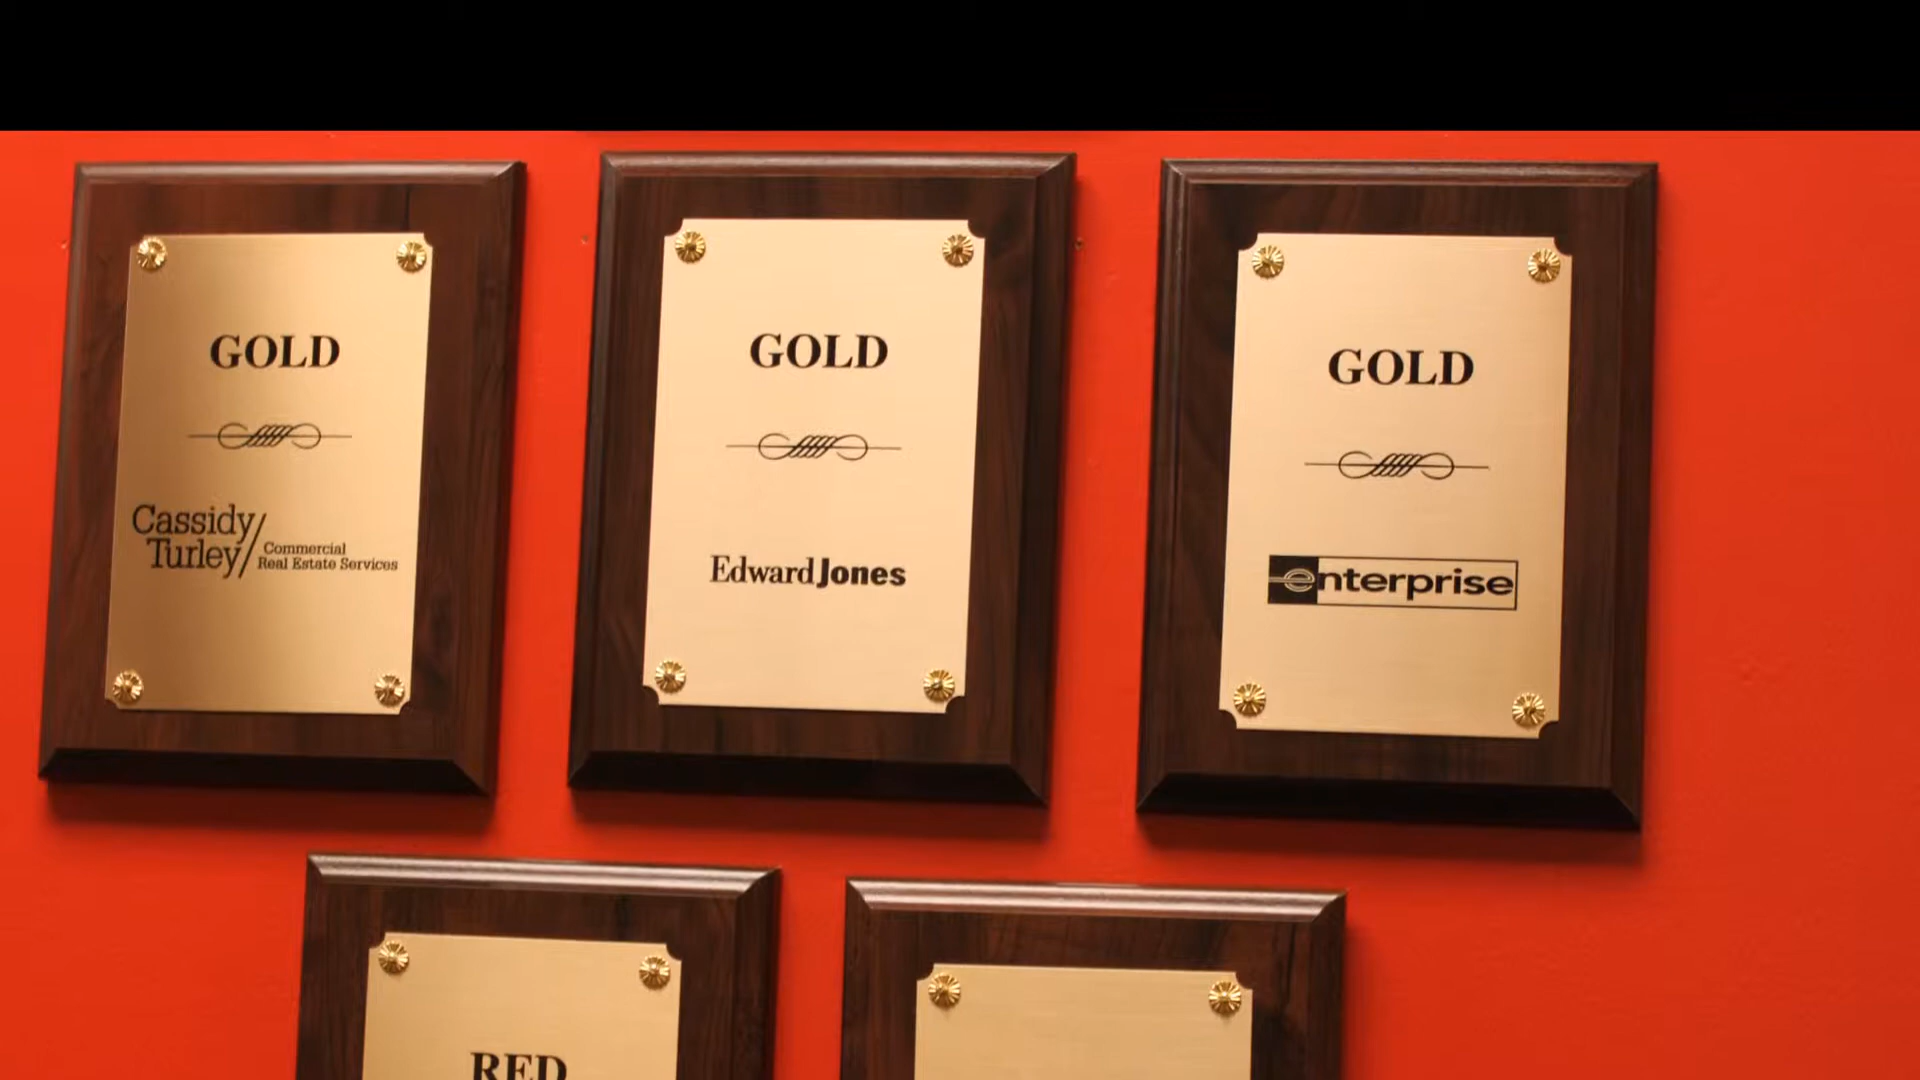 GOLD
Cassidy
Turley
Commercial
Real Estate Services
GOLD
Edward Jones
GOLD
enterprise
RED